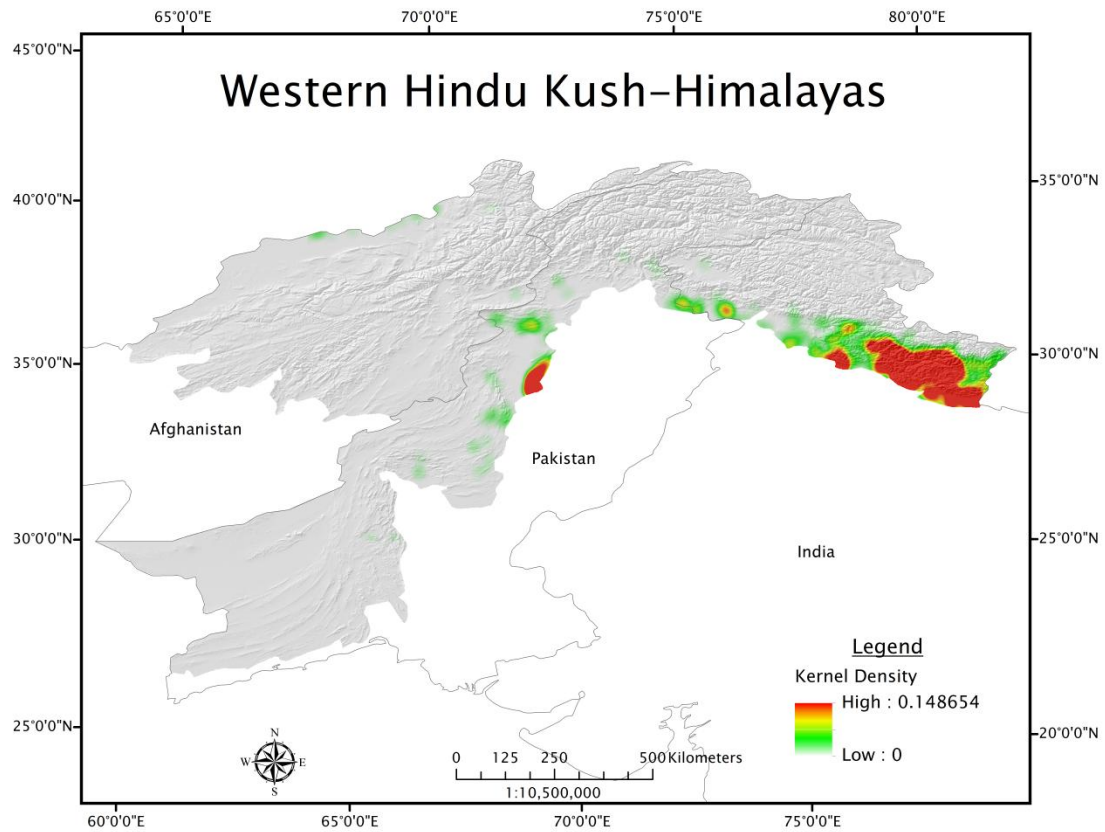 65°0'0"E 70°0'0"E 75°0'0"E 80°0'0"E
45°0'0"N
Western Hindu Kush-Himalayas
40°0'0"N
35°0'0"N
35°0'0"N
30°0'0"N
Afghanistan
Pakistan
30°0'0"N
25°0'0"N
India
Legend
Kernel Density
High : 0.148654
Low : 0
25°0'0"N
20°0'0"N
N
W E
S
0 125 250 500 Kilometers
1:10,500,000
60°0'0"E 65°0'0"E 70°0'0"E 75°0'0"E